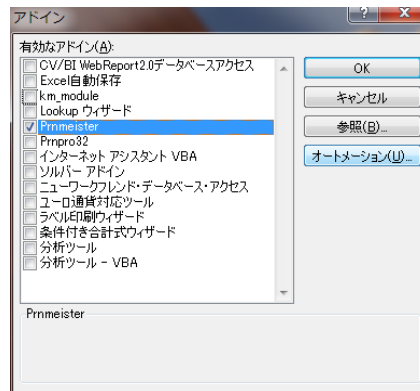 アドイン
有効なアドイン(A):
CV/BI WebReport2.0データベースアクセス
Excel自動保存
km_module
Lookup ウィザード
Prnmeister
Prnpro32
インターネット アシスタント VBA
ソルバー アドイン
ニューワークフレンド・データベース・アクセス
ユーロ通貨対応ツール
ラベル印刷ウィザード
条件付き合計式ウィザード
分析ツール
分析ツール - VBA
OK
キャンセル
参照(B)...
オートメーション(U)...
Prnmeister